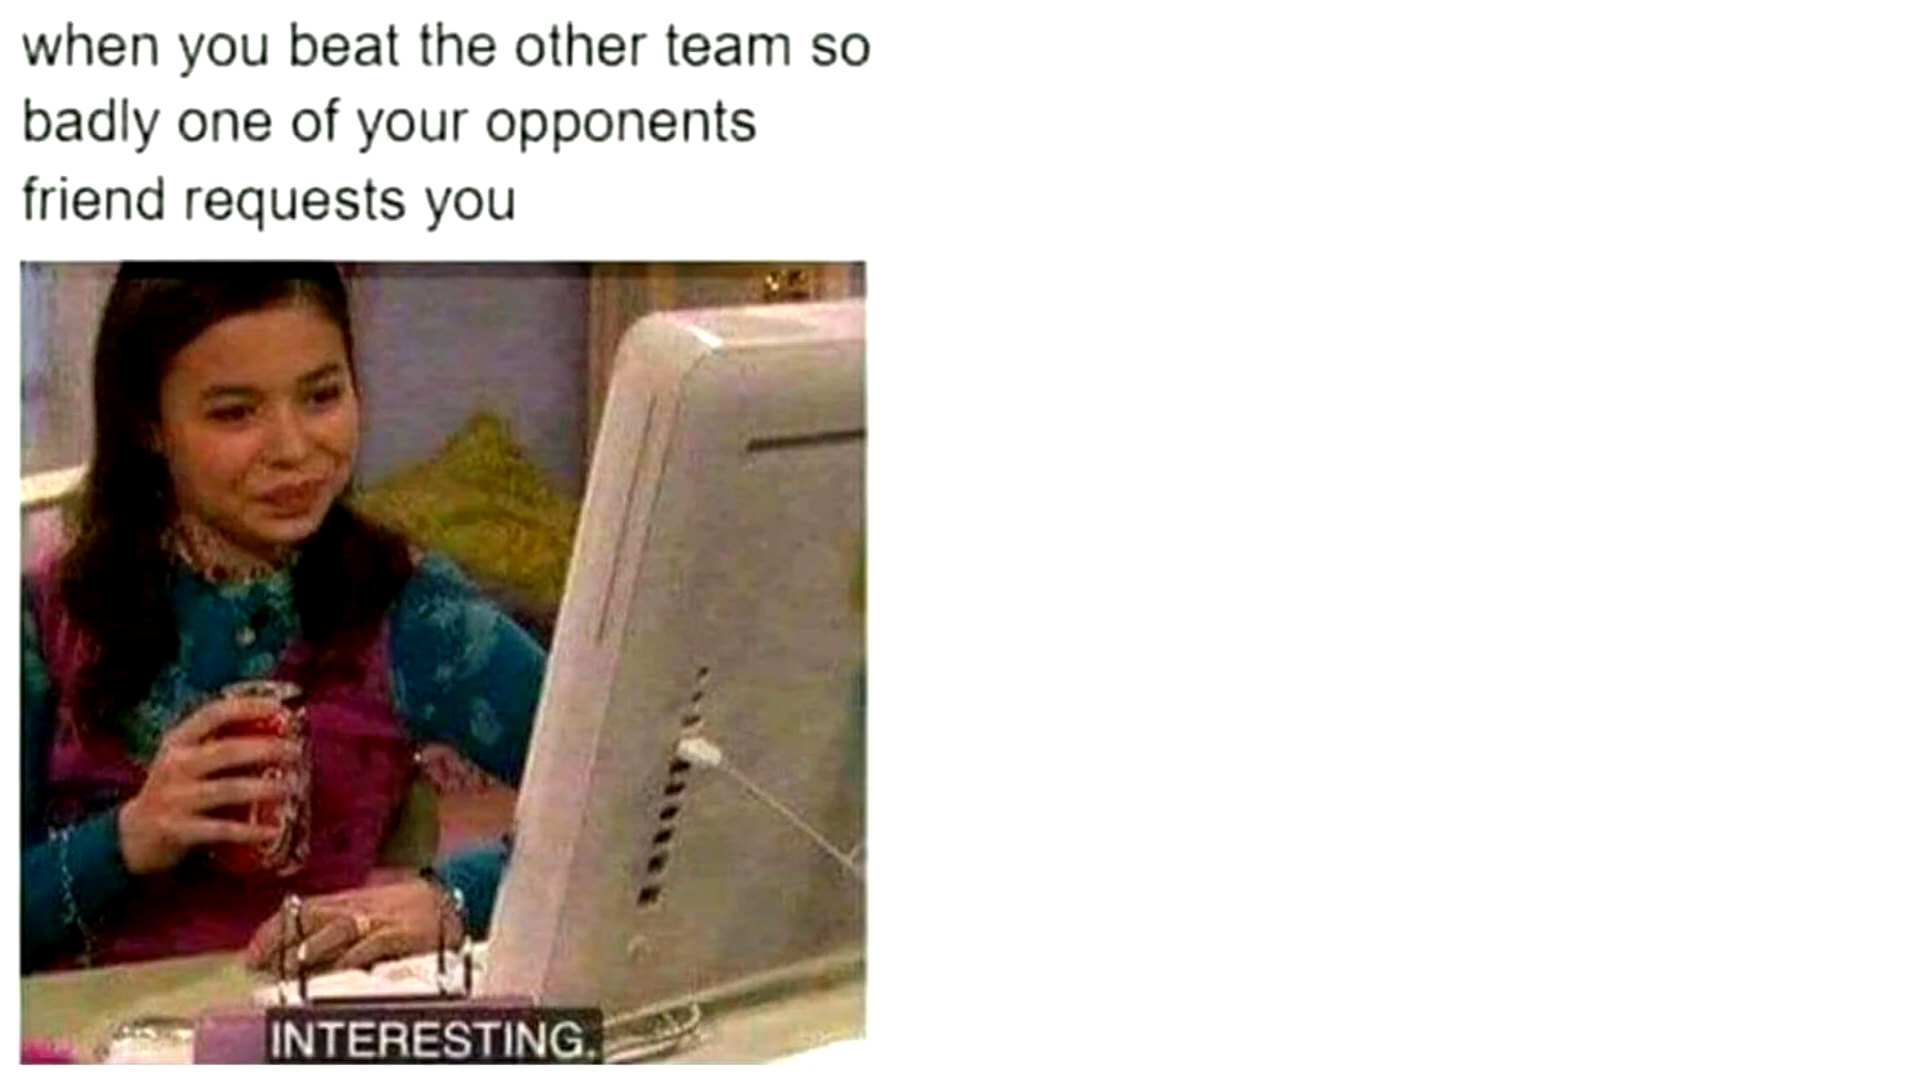 when you beat the other team so
badly one of your opponents
friend requests you
INTERESTING.